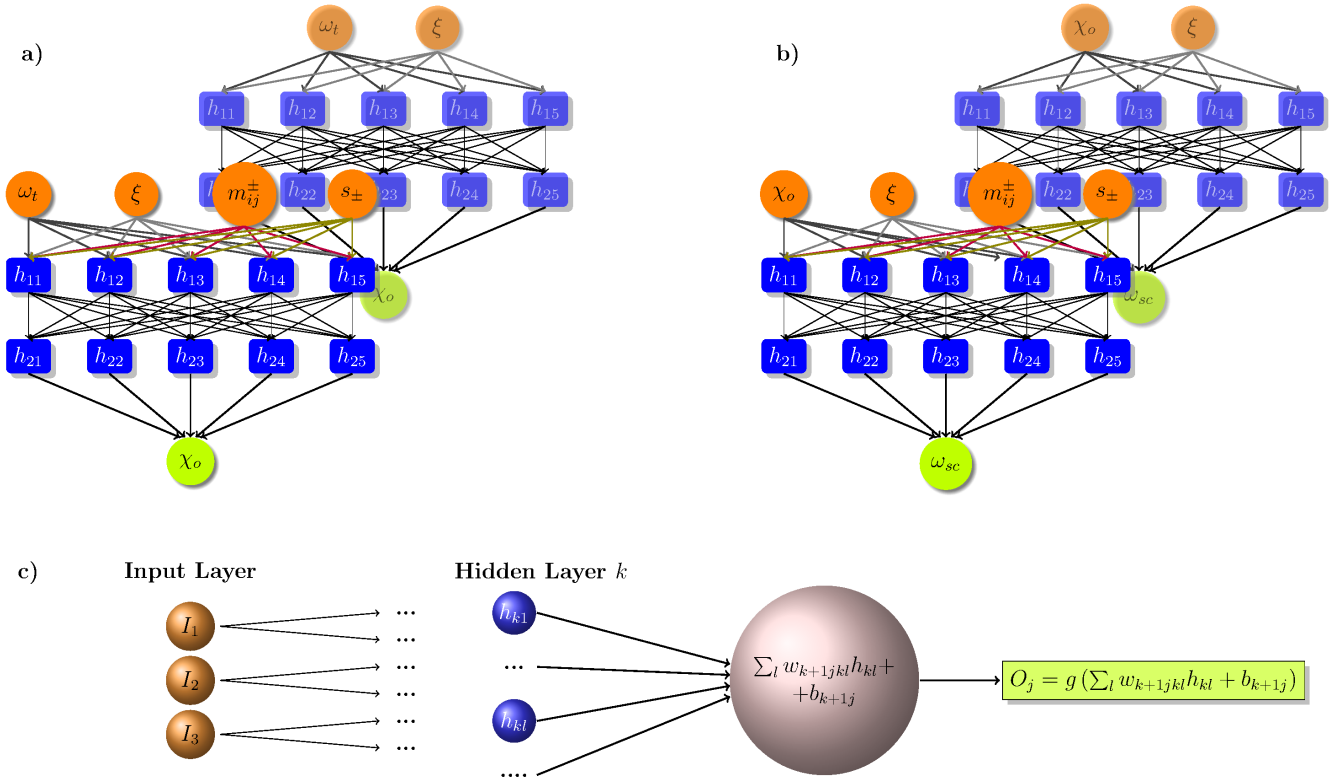 a)
ω_t ξ
h_11 h_12 h_13 h_14 h_15
h_22 23 h_24 h_25
ω_t ξ m_ij^± s_±
h_11 h_12 h_13 h_14 h_15
χ_o
h_21 h_22 h_23 h_24 h_25
χ_o
b)
χ_o ξ
h_11 h_12 h_13 h_14 h_15
h_22 23 h_24 h_25
χ_o ξ m_ij^± s_±
h_11 h_12 h_13 h_14 h_15
ω_sc
h_21 h_22 h_23 h_24 h_25
ω_sc
c)
Input Layer
Hidden Layer k
I_1
I_2
I_3
...
...
...
...
...
...
h_k1
...
h_kl
....
∑_l w_{k+1jkl} h_{kl}+
+b_{k+1j}
O_j = g (∑_l w_{k+1jkl} h_{kl} + b_{k+1j})